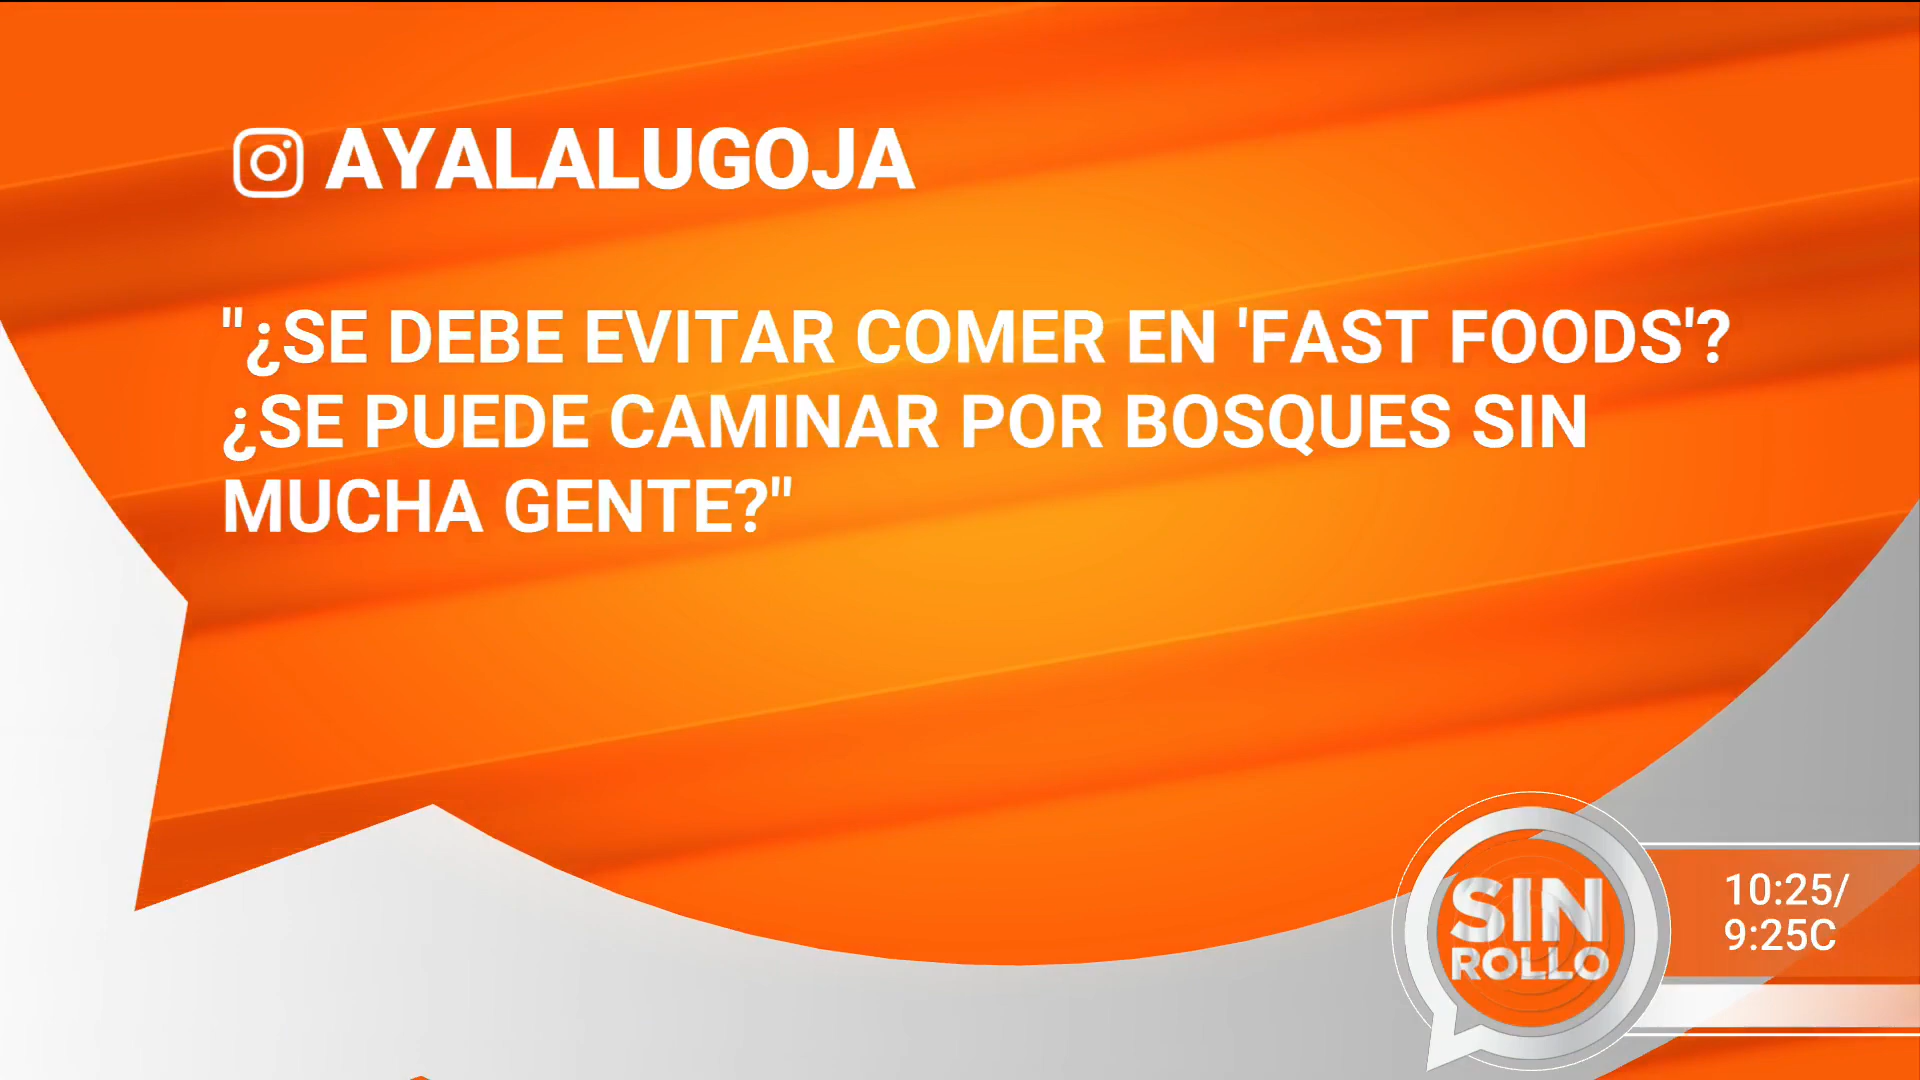 AYALALUGOJA
"¿SE DEBE EVITAR COMER EN 'FAST FOODS'?
¿SE PUEDE CAMINAR POR BOSQUES SIN
MUCHA GENTE?"
SIN
ROLLO
10:25/
9:25C